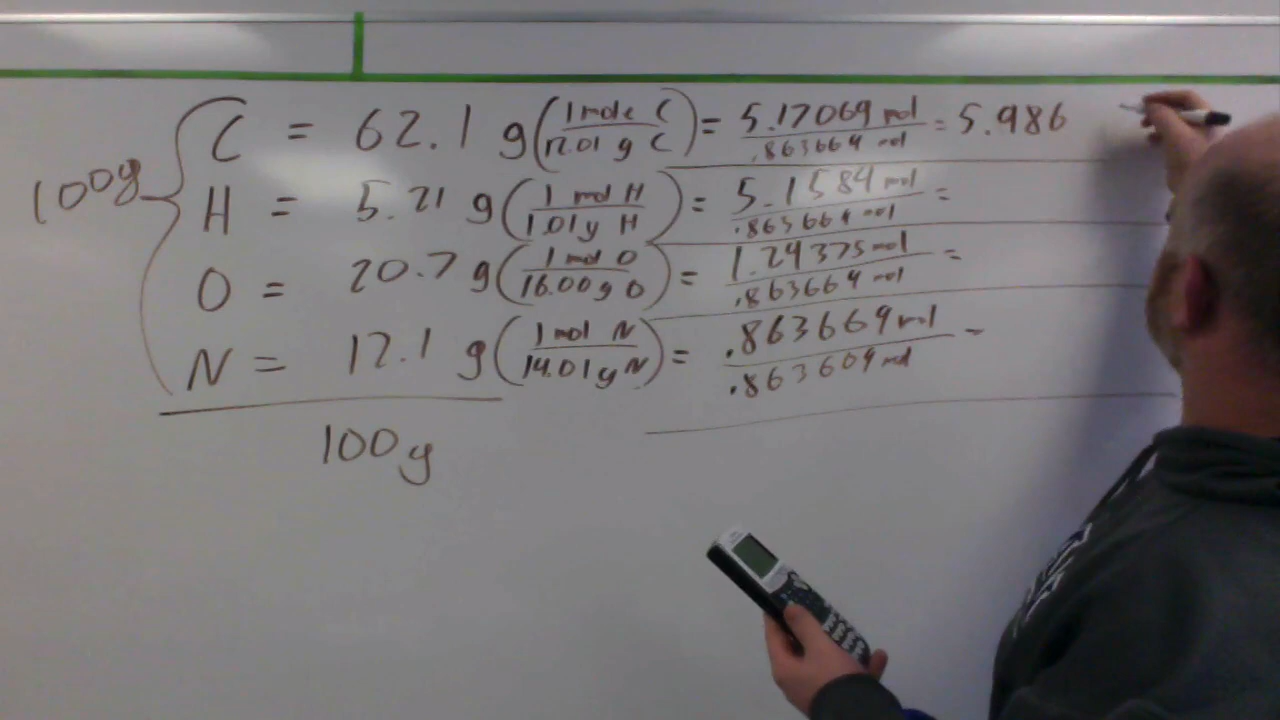 100g
C = 62.1 g (1 mole C / 12.01 g C) = 5.17069 mol / .863664 mol = 5.986
H = 5.21 g (1 mol H / 1.01 g H) = 5.1584 mol / .863664 mol =
O = 20.7 g (1 mol O / 16.00 g O) = 1.29375 mol / .863664 mol =
N = 12.1 g (1 mol N / 14.01 g N) = .863669 mol / .863609 mol =
100g